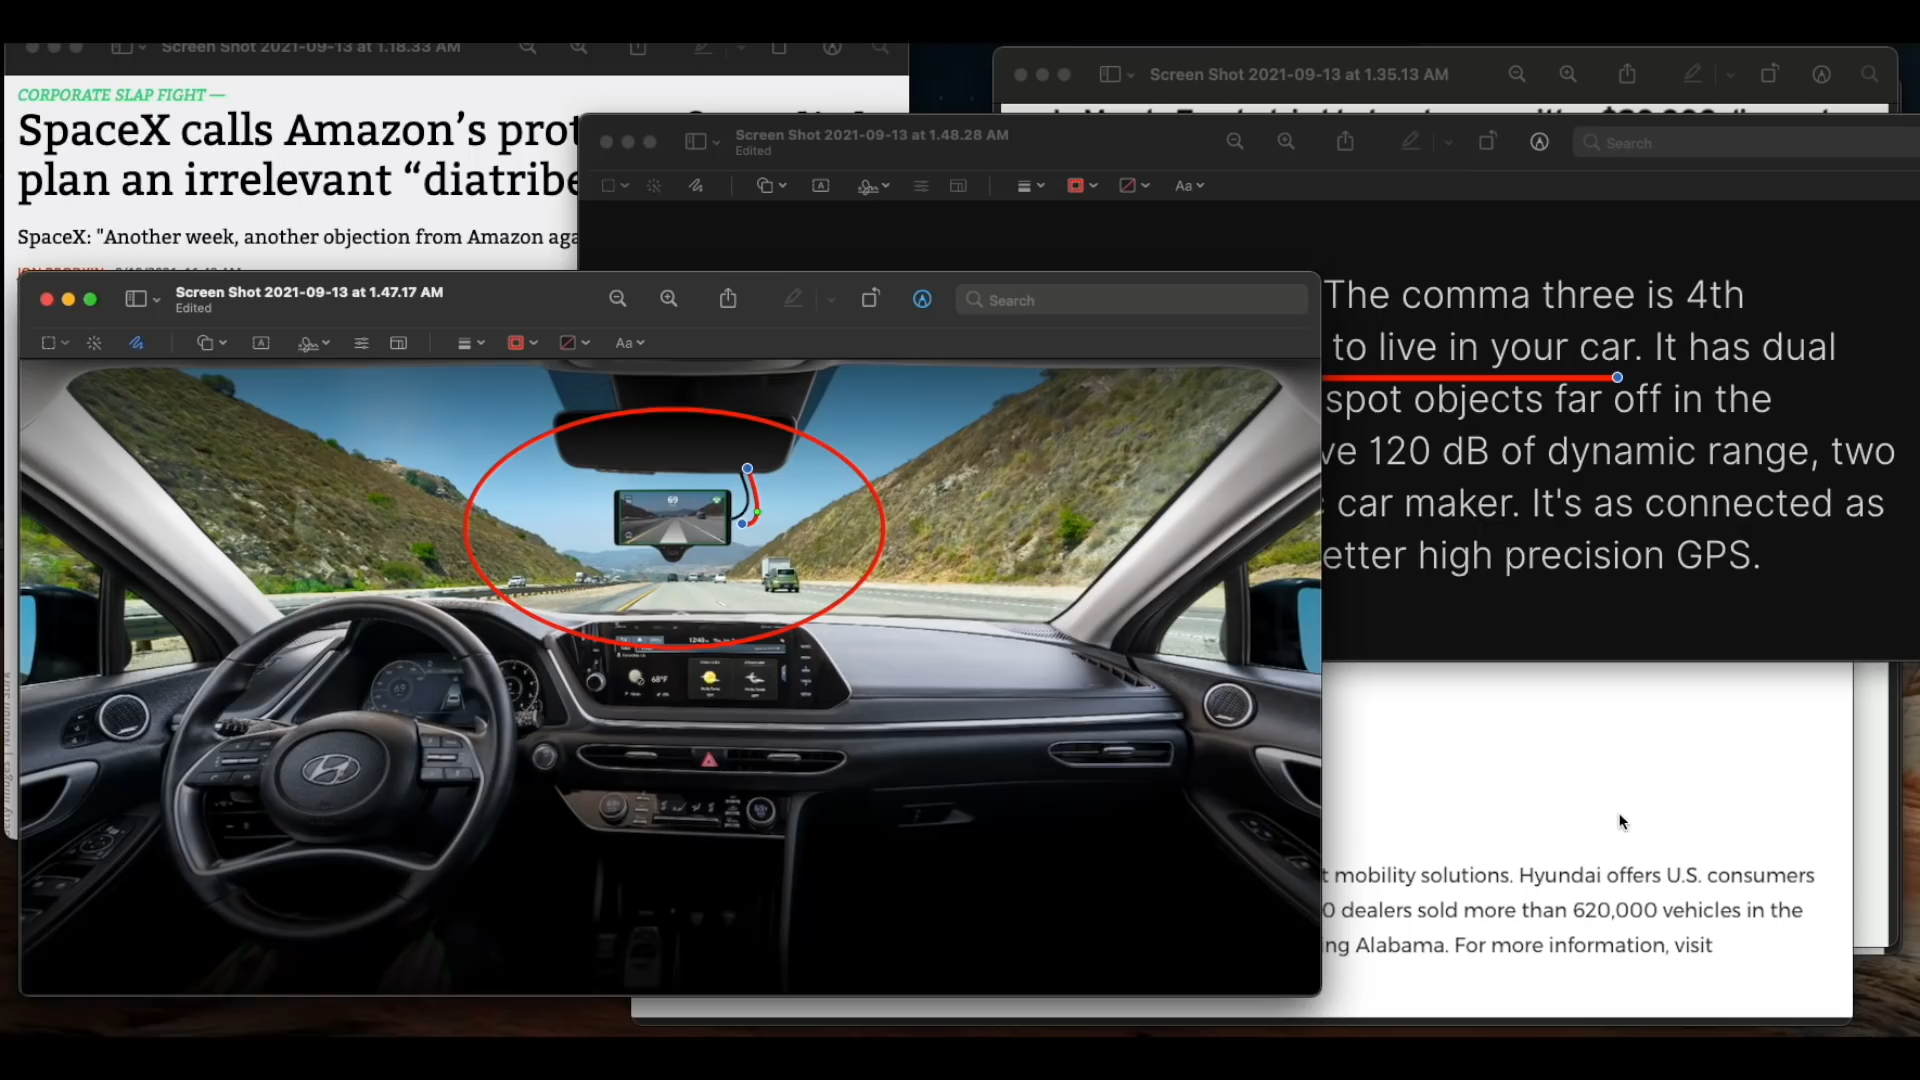 Screen Shot 2021-09-13 at 1.18.33 AM
CORPORATE SLAP FIGHT —
SpaceX calls Amazon’s
plan an irrelevant “diatribe
SpaceX: "Another week, another objection from Amazon
Screen Shot 2021-09-13 at 1.35.13 AM
Screen Shot 2021-09-13 at 1.48.28 AM
Edited
Search
Aa
The comma three is 4th
to live in your car. It has dual
spot objects far off in the
120 dB of dynamic range, two
car maker. It's as connected as
high precision GPS.
Screen Shot 2021-09-13 at 1.47.17 AM
Edited
Search
Aa
69
12:40
68°F
69
mobility solutions. Hyundai offers U.S. consumers
dealers sold more than 620,000 vehicles in the
Alabama. For more information, visit